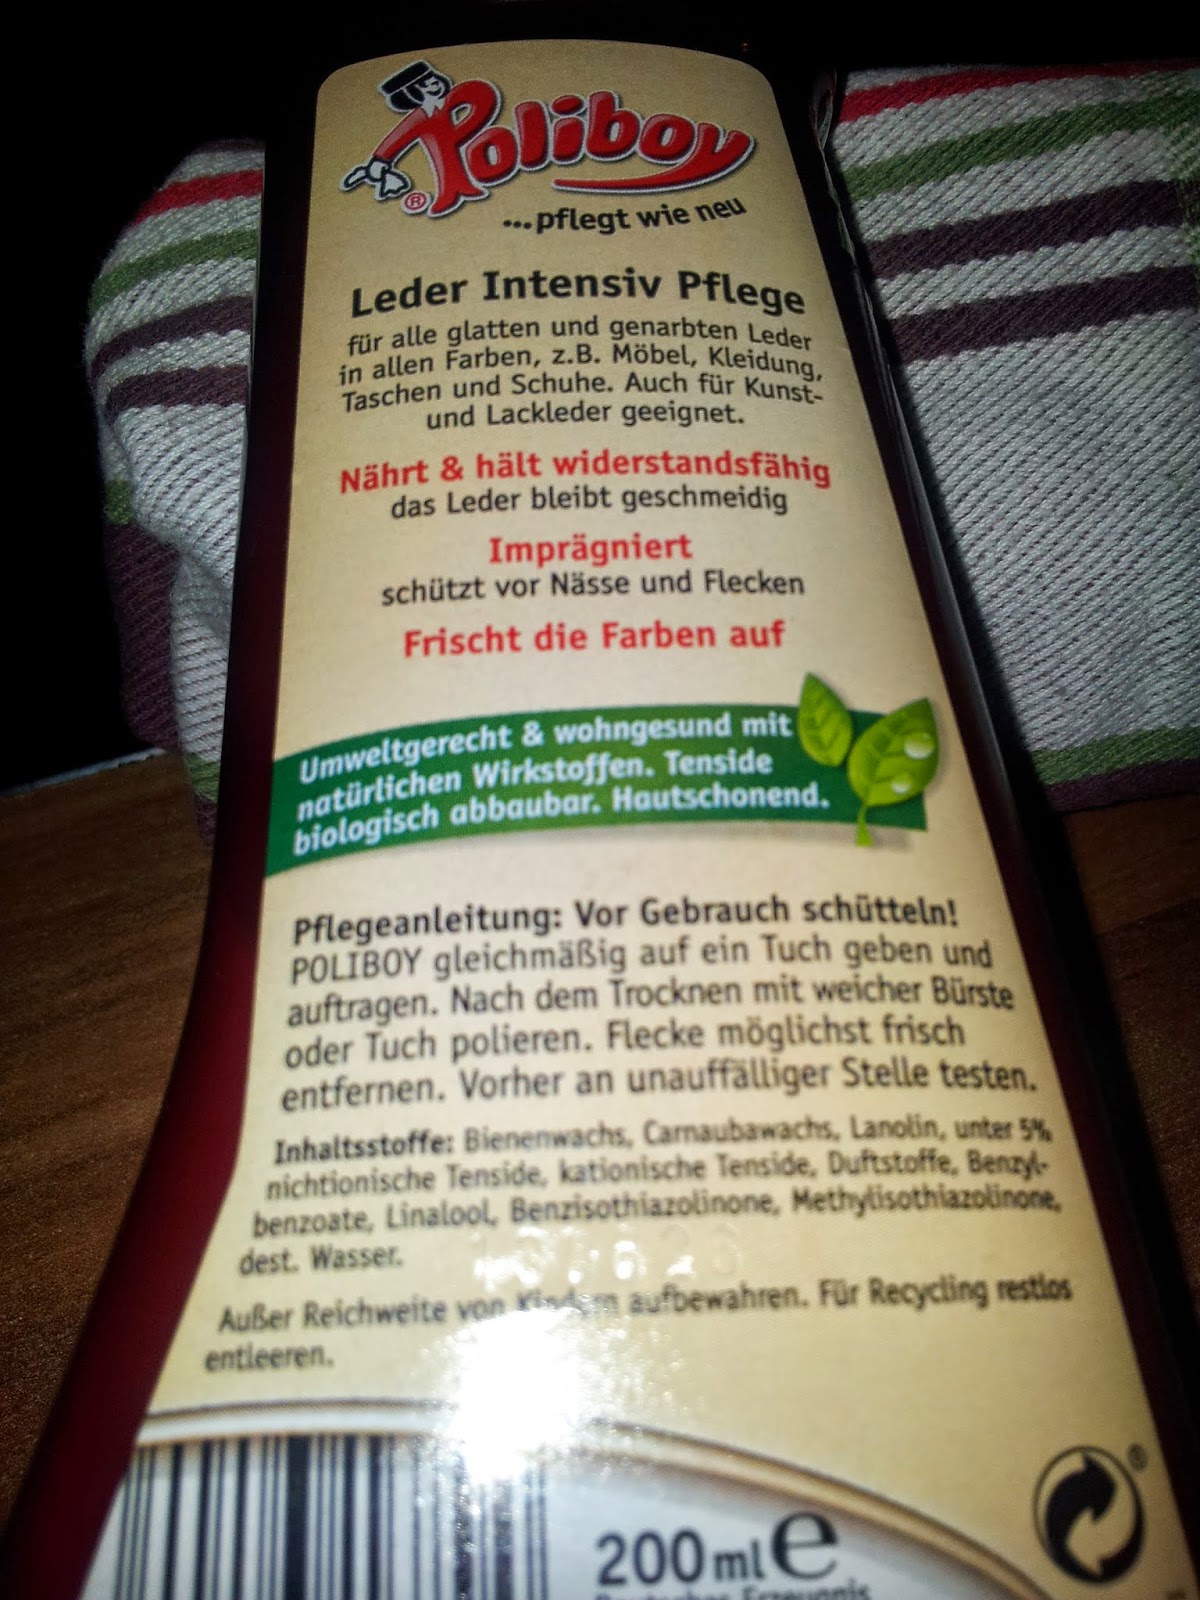 Poliboy
®
...pflegt wie neu
Leder Intensiv Pflege
für alle glatten und genarbten Leder
in allen Farben, z.B. Möbel, Kleidung,
Taschen und Schuhe. Auch für Kunst-
und Lackleder geeignet.
Nährt & hält widerstandsfähig
das Leder bleibt geschmeidig
Imprägniert
schützt vor Nässe und Flecken
Frischt die Farben auf
Umweltgerecht & wohngesund mit
natürlichen Wirkstoffen. Tenside
biologisch abbaubar. Hautschonend.
Pflegeanleitung: Vor Gebrauch schütteln!
POLIBOY gleichmäßig auf ein Tuch geben und
auftragen. Nach dem Trocknen mit weicher Bürste
oder Tuch polieren. Flecke möglichst frisch
entfernen. Vorher an unauffälliger Stelle testen.
Inhaltsstoffe: Bienenwachs, Carnaubawachs, Lanolin, unter 5%
nichtionische Tenside, kationische Tenside, Duftstoffe, Benzyl-
benzoate, Linalool, Benzisothiazolinone, Methylisothiazolinone,
dest. Wasser.
Außer Reichweite von Kindern aufbewahren. Für Recycling restlos
entleeren.
®
200 ml e
Deutsches Erzeugnis